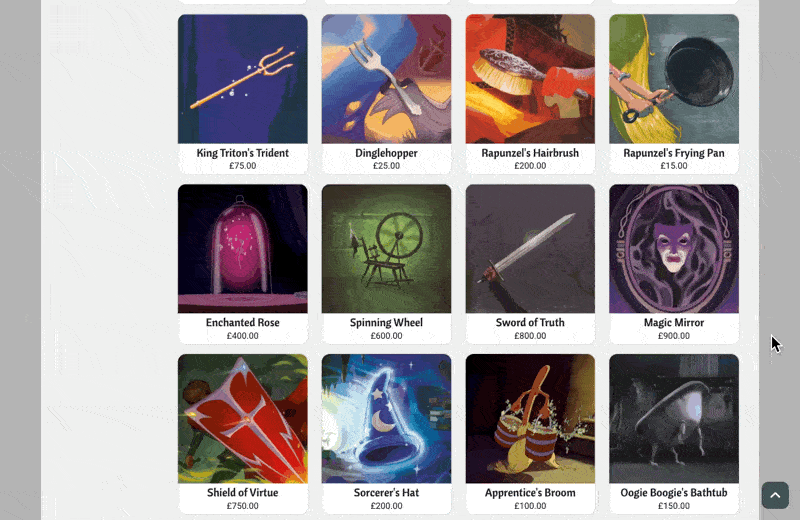 King Triton's Trident
£75.00
Dinglehopper
£25.00
Rapunzel's Hairbrush
£200.00
Rapunzel's Frying Pan
£15.00
Enchanted Rose
£400.00
Spinning Wheel
£600.00
Sword of Truth
£800.00
Magic Mirror
£900.00
Shield of Virtue
£750.00
Sorcerer's Hat
£200.00
Apprentice's Broom
£100.00
Oogie Boogie's Bathtub
£150.00